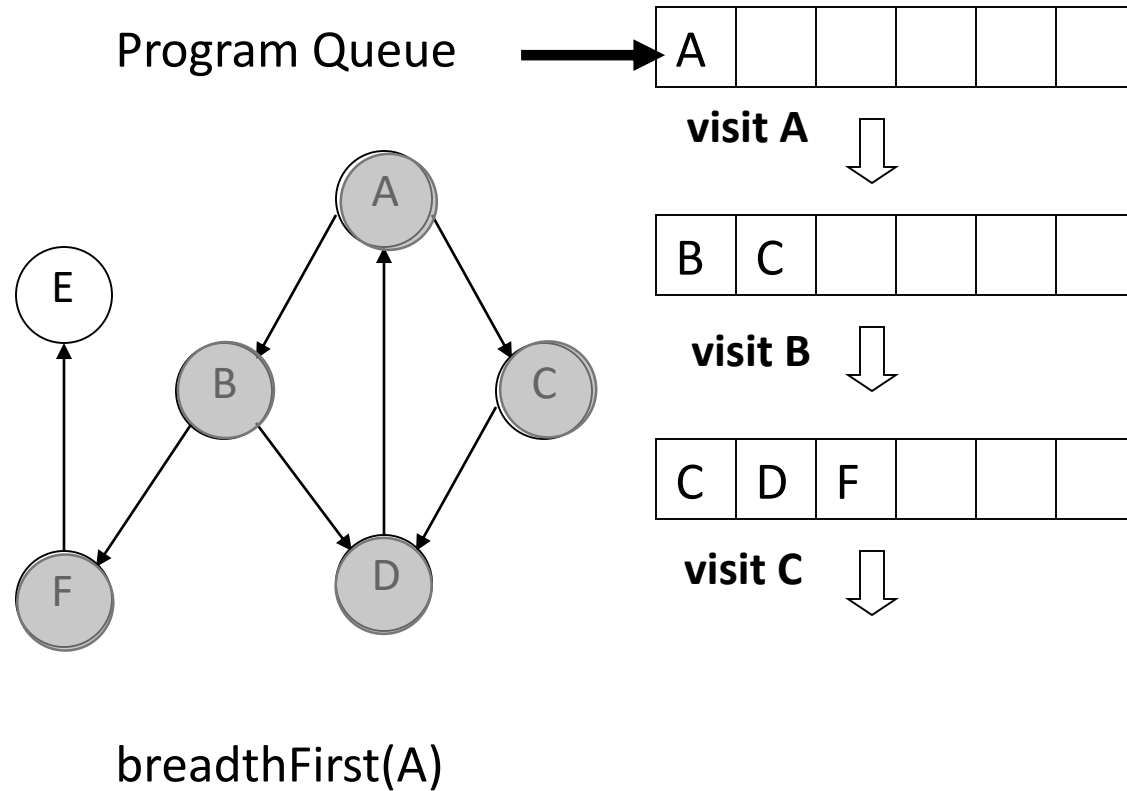 Program Queue
A
visit A
A
B C
E
visit B
B
C
C D F
visit C
F
D
breadthFirst(A)